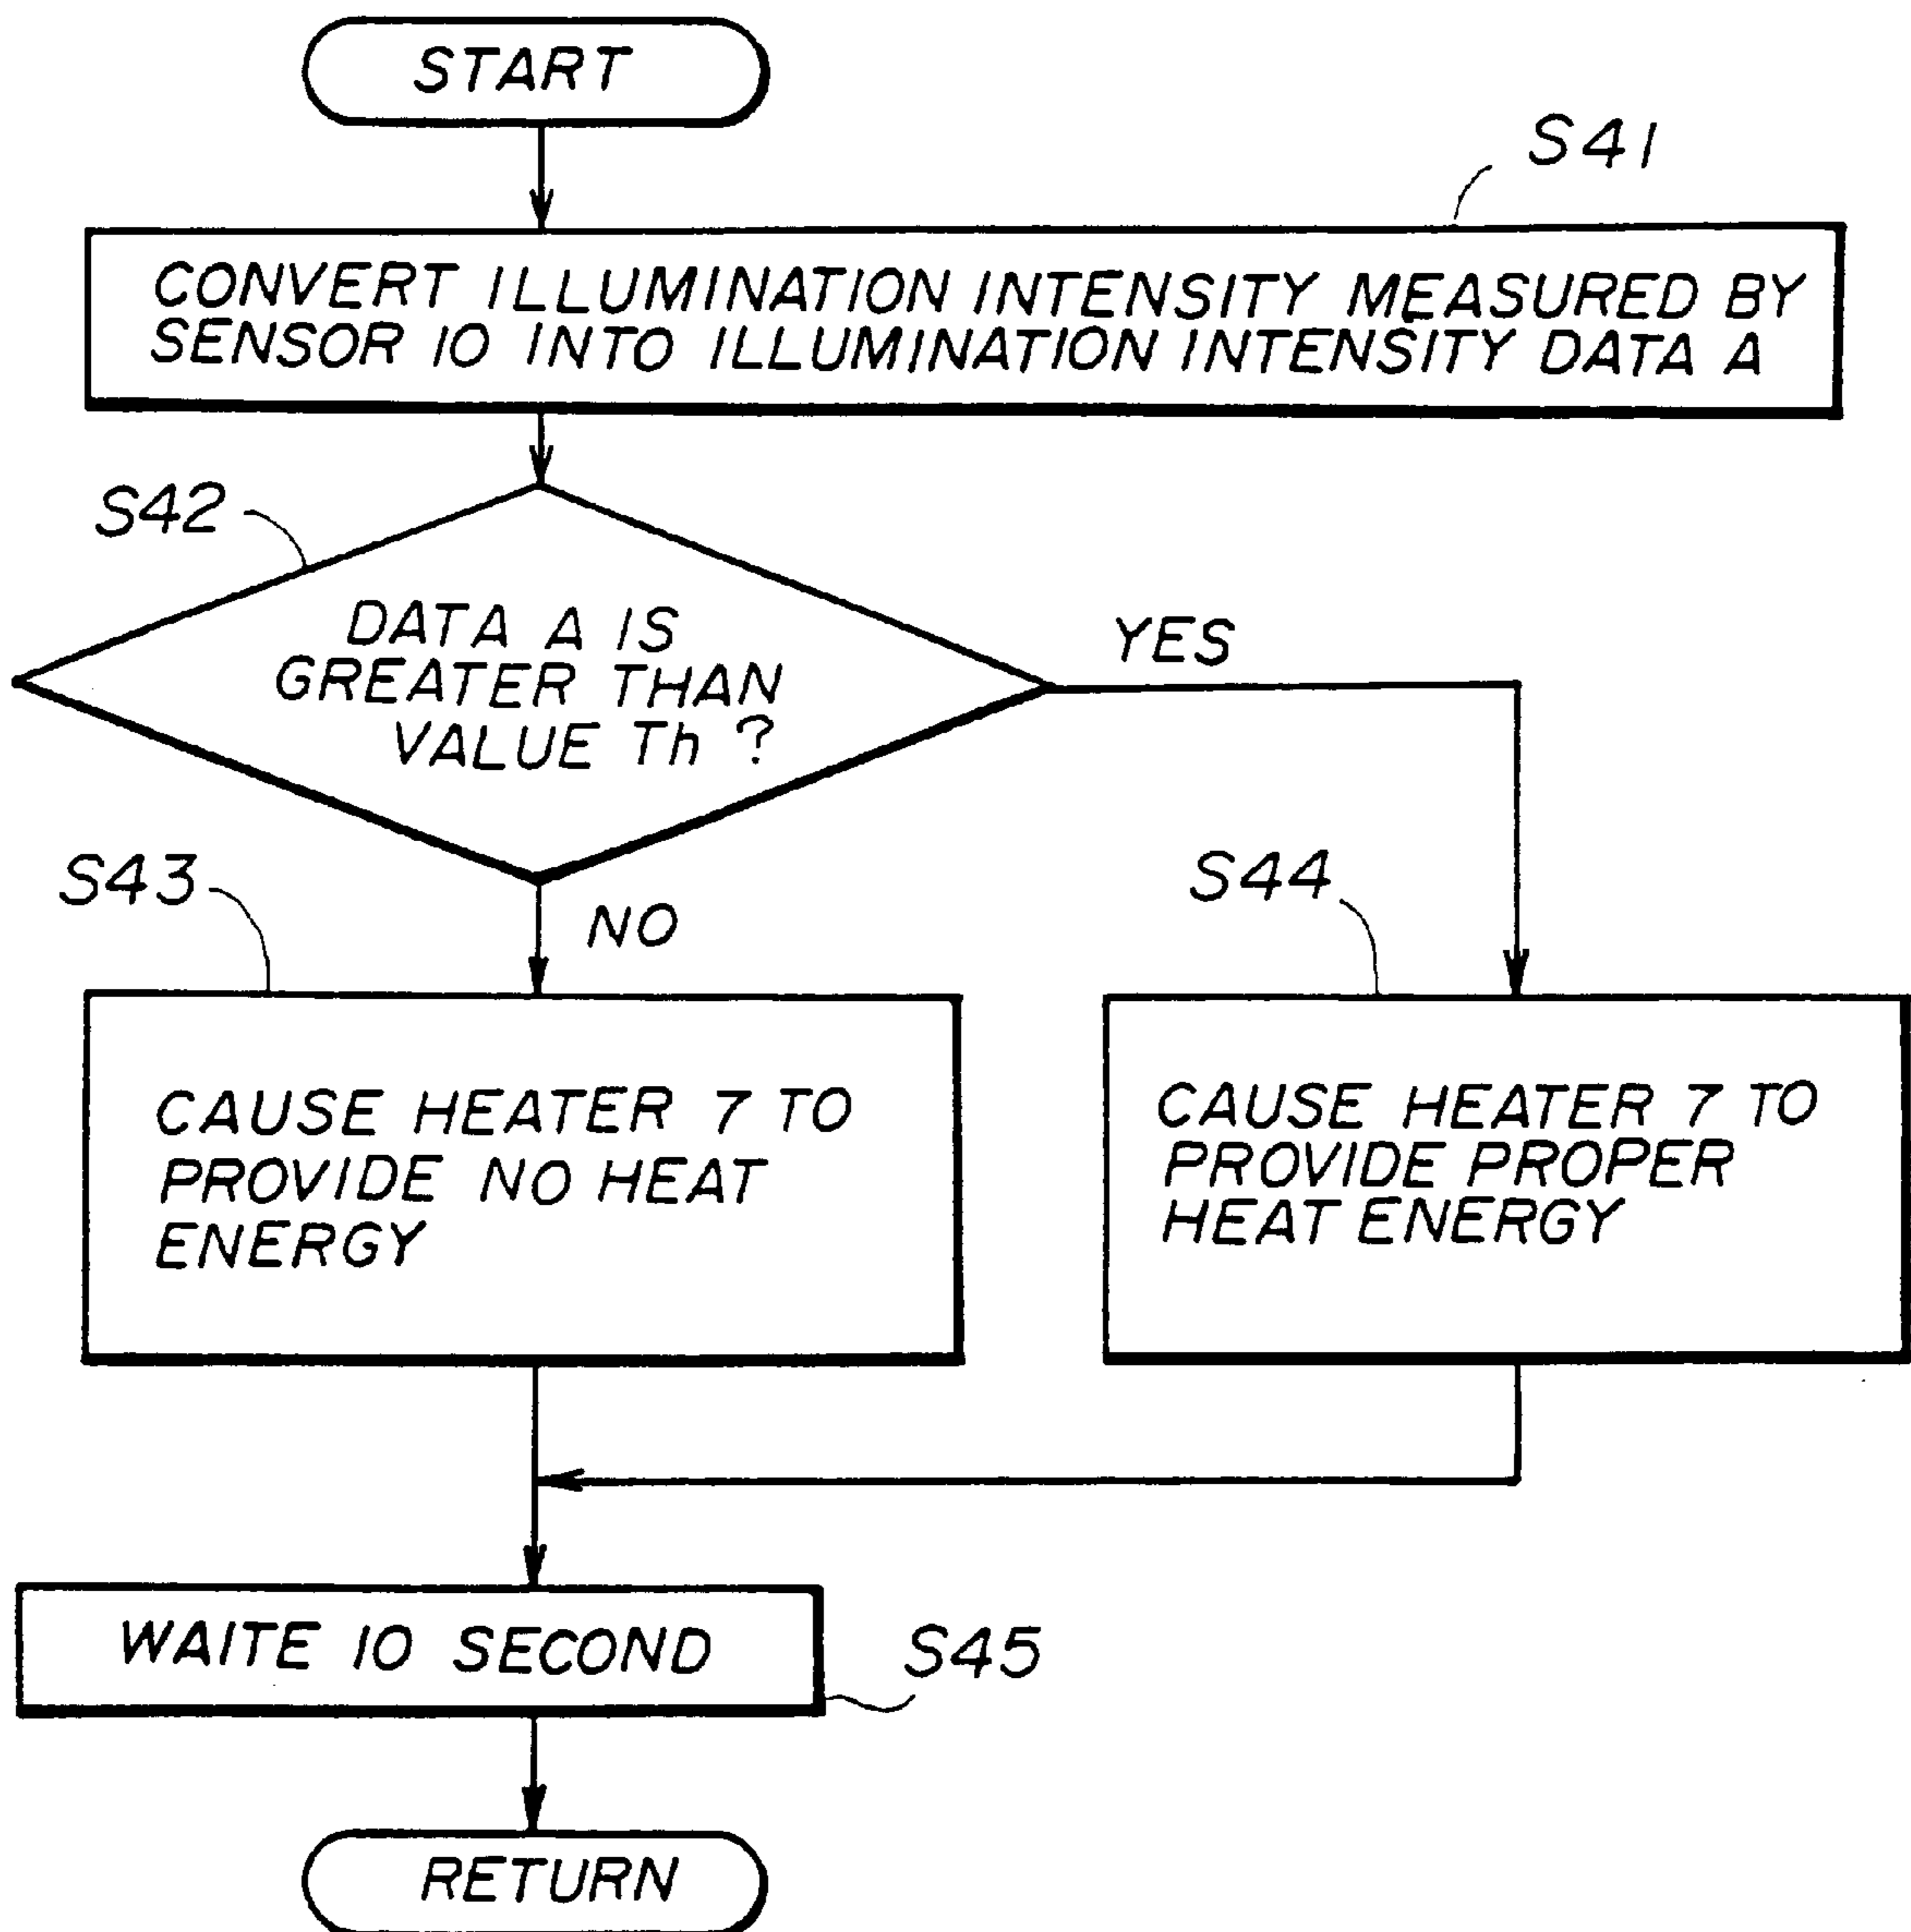 START
S41
CONVERT ILLUMINATION INTENSITY MEASURED BY
SENSOR 10 INTO ILLUMINATION INTENSITY DATA A
S42
DATA A IS
GREATER THAN
VALUE Th ?
YES
S43
NO
S44
CAUSE HEATER 7 TO
PROVIDE NO HEAT
ENERGY
CAUSE HEATER 7 TO
PROVIDE PROPER
HEAT ENERGY
WAITE 10 SECOND
S45
RETURN